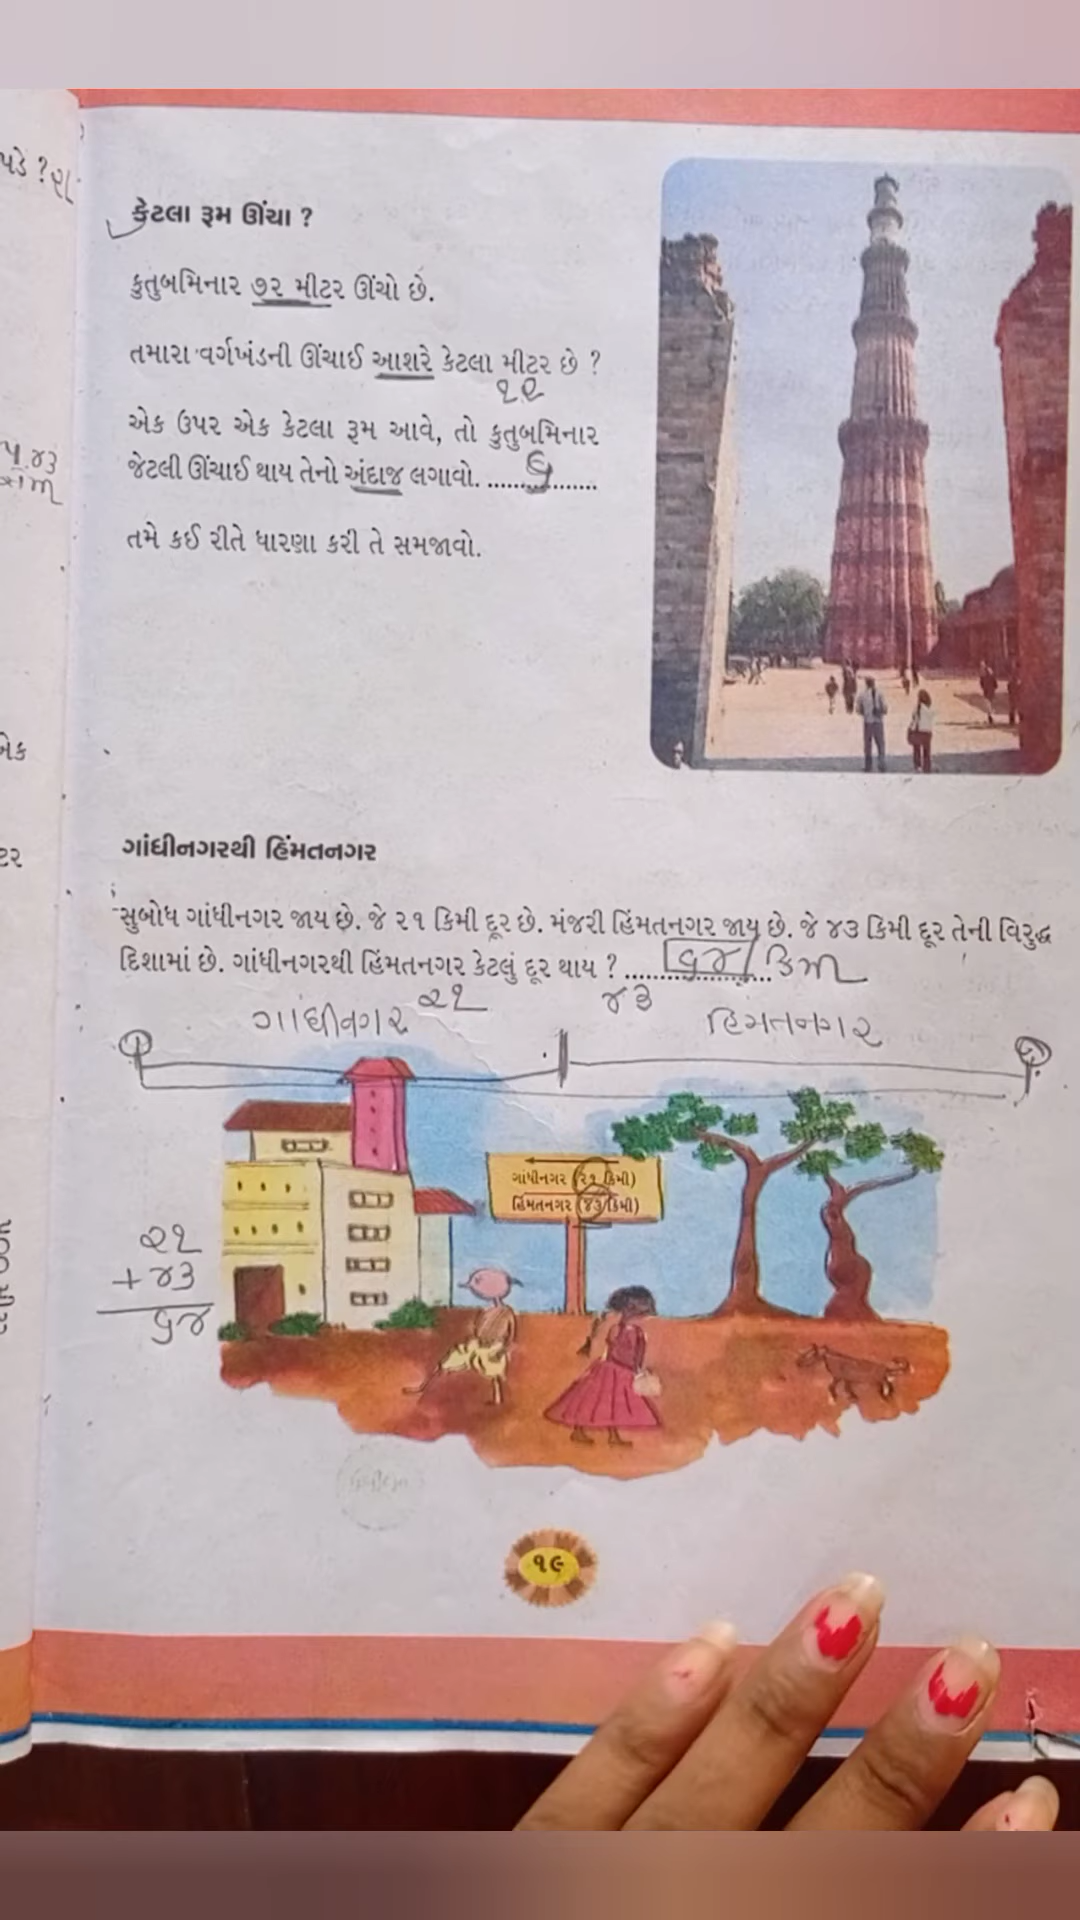 પડે ?
કેટલા રૂમ ઊંચા ?
કુતુબમિનાર ૭૨ મીટર ઊંચો છે.
તમારા વર્ગખંડની ઊંચાઈ આશરે કેટલા મીટર છે ?
૧૨
એક ઉપર એક કેટલા રૂમ આવે, તો કુતુબમિનાર
જેટલી ઊંચાઈ થાય તેનો અંદાજ લગાવો. ..... ૬ .....
તમે કઈ રીતે ધારણા કરી તે સમજાવો.
ગાંધીનગરથી હિંમતનગર
સુબોધ ગાંધીનગર જાય છે. જે ૨૧ કિમી દૂર છે. મંજરી હિંમતનગર જાય છે. જે ૪૩ કિમી દૂર તેની વિરુદ્ધ
દિશામાં છે. ગાંધીનગરથી હિંમતનગર કેટલું દૂર થાય ? ..... ૬૪ ..... કિમી
ગાંધીનગર ૨૧ ૪૩ હિંમતનગર
ગાંધીનગર (૨૧ કિમી)
હિંમતનગર (૪૩ કિમી)
૨૧
+ ૪૩
૬૪
૧૯